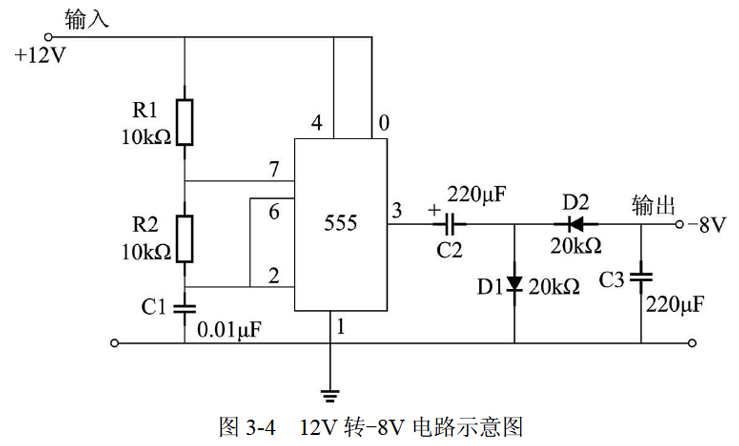 输入
+12V
R1
10kΩ
4
0
7
R2
10kΩ
6
555
3
+
220μF
C2
D2
20kΩ
输出
-8V
2
D1
20kΩ
C3
220μF
C1
0.01μF
1
图 3-4 12V 转-8V 电路示意图